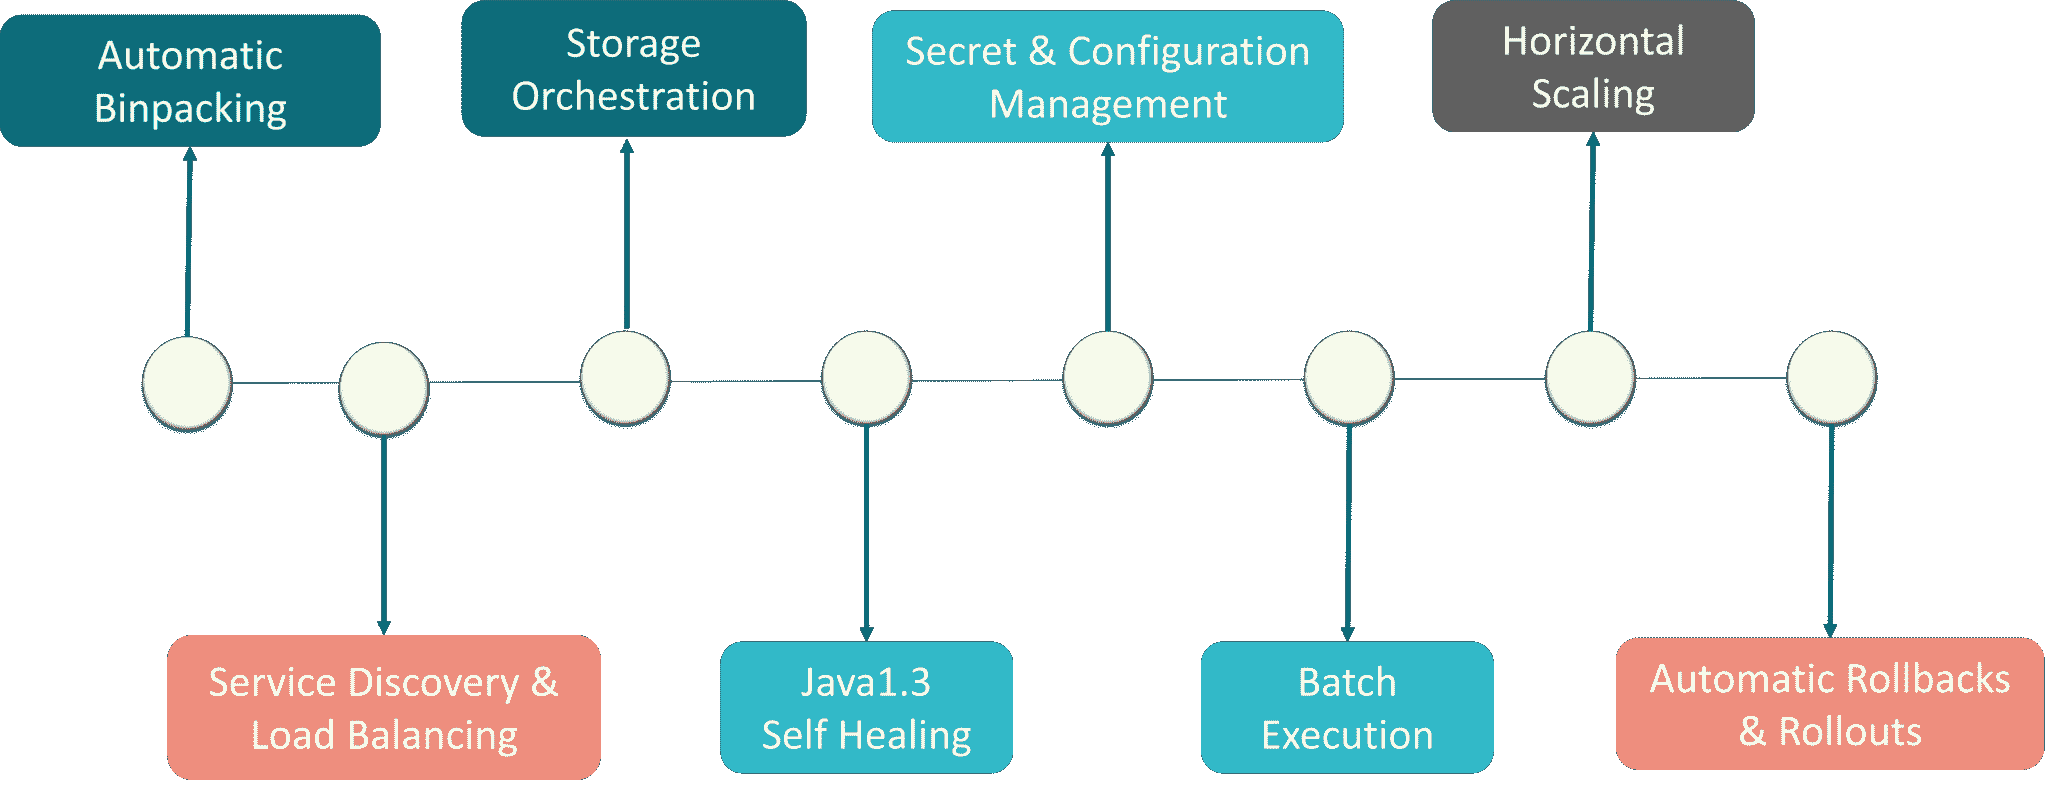 Automatic
Binpacking
Storage
Orchestration
Secret & Configuration
Management
Horizontal
Scaling
Service Discovery &
Load Balancing
Java1.3
Self Healing
Batch
Execution
Automatic Rollbacks
& Rollouts